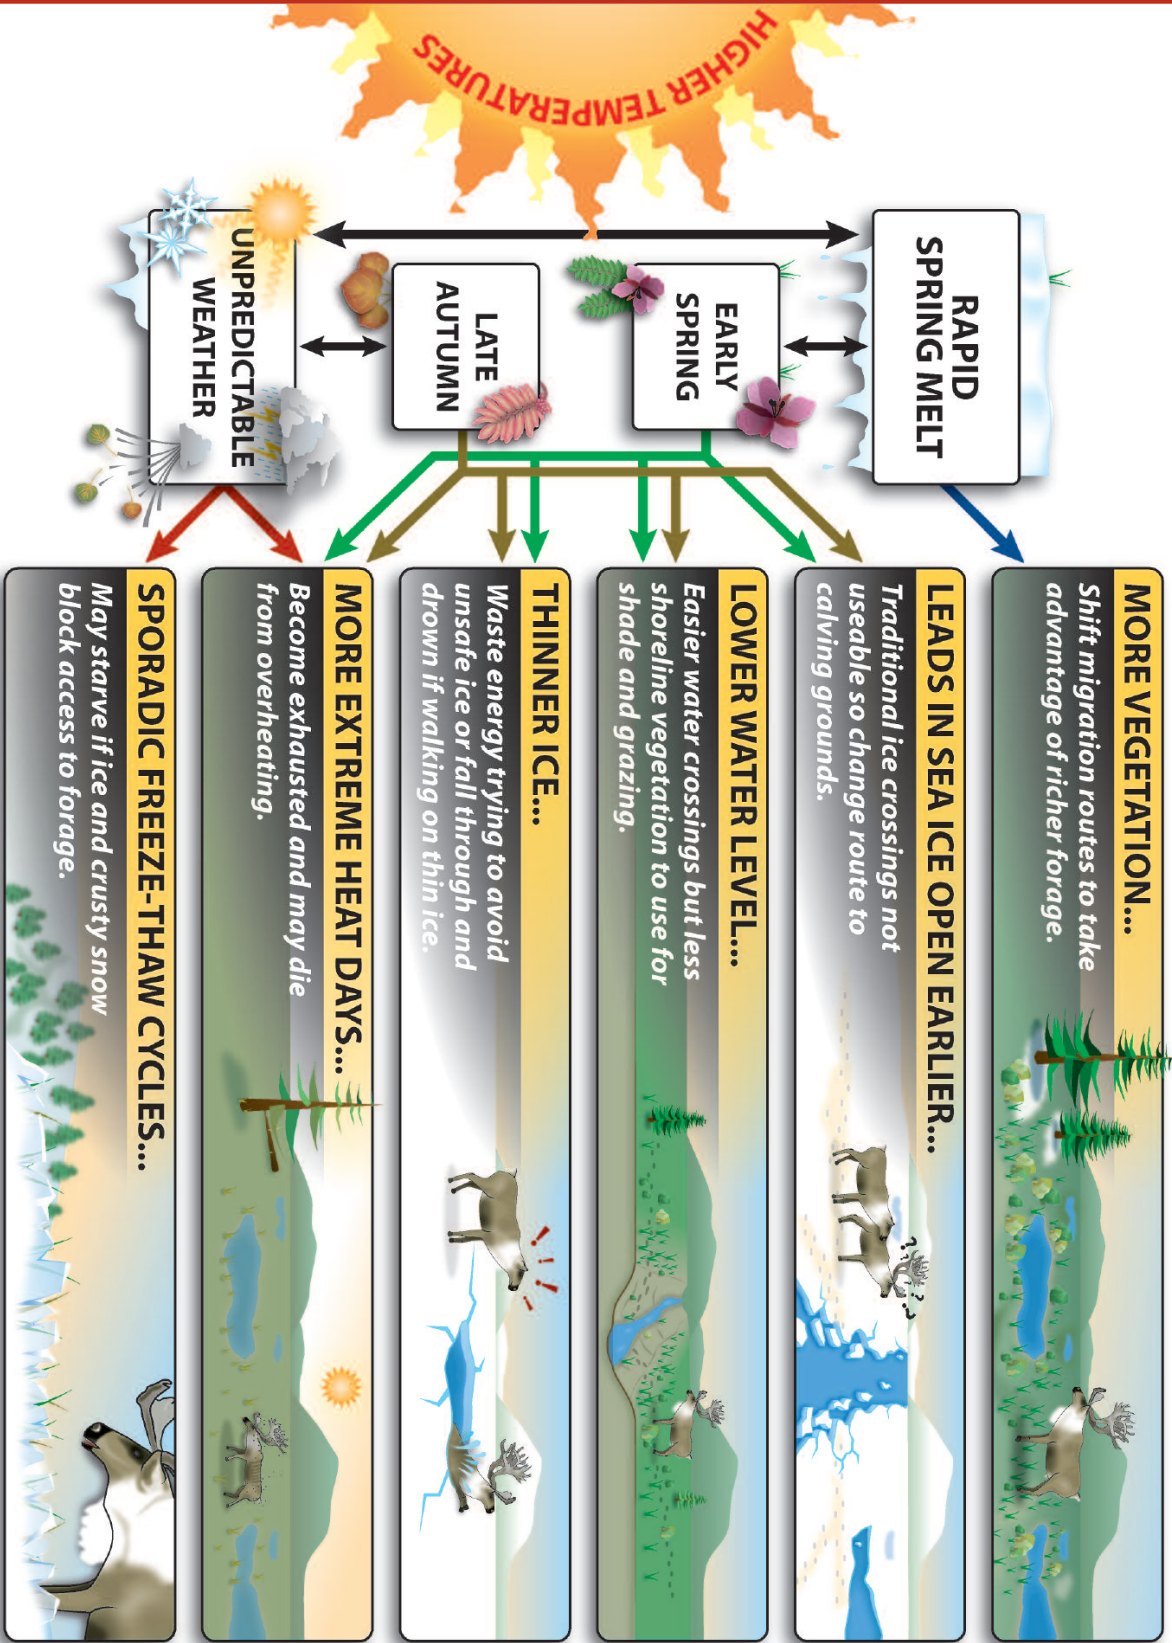 HIGHER TEMPERATURES
RAPID
SPRING MELT
EARLY
SPRING
LATE
AUTUMN
UNPREDICTABLE
WEATHER
MORE VEGETATION...
Shift migration routes to take
advantage of richer forage.
LEADS IN SEA ICE OPEN EARLIER...
Traditional ice crossings not
useable so change route to
calving grounds.
? ? ? ?
LOWER WATER LEVEL...
Easier water crossings but less
shoreline vegetation to use for
shade and grazing.
THINNER ICE...
Waste energy trying to avoid
unsafe ice or fall through and
drown if walking on thin ice.
! ! ! !
MORE EXTREME HEAT DAYS...
Become exhausted and may die
from overheating.
SPORADIC FREEZE-THAW CYCLES...
May starve if ice and crusty snow
block access to forage.